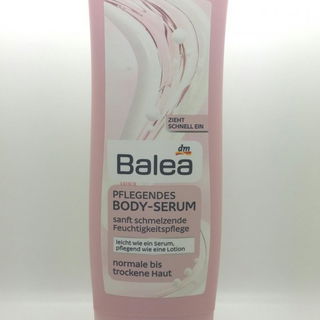 ZIEHT
SCHNELL EIN
dm
Balea
PFLEGENDES
BODY-SERUM
sanft schmelzende
Feuchtigkeitspflege
leicht wie ein Serum,
pflegend wie eine Lotion
normale bis
trockene Haut